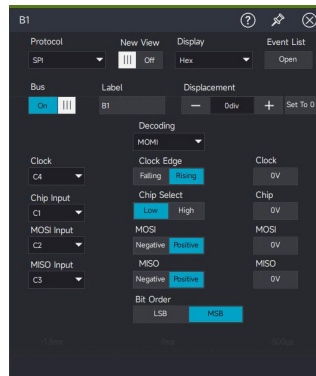 B1
Protocol New View Display Event List
SPI Off Hex Open
Bus Label Displacement
On B1 0div Set To 0
Decoding
MOMI
Clock Clock Edge Clock
C4 Falling Rising 0V
Chip Input Chip Select Chip
C1 Low High 0V
MOSI Input MOSI MOSI
C2 Negative Positive 0V
MISO Input MISO MISO
C3 Negative Positive 0V
Bit Order
LSB MSB